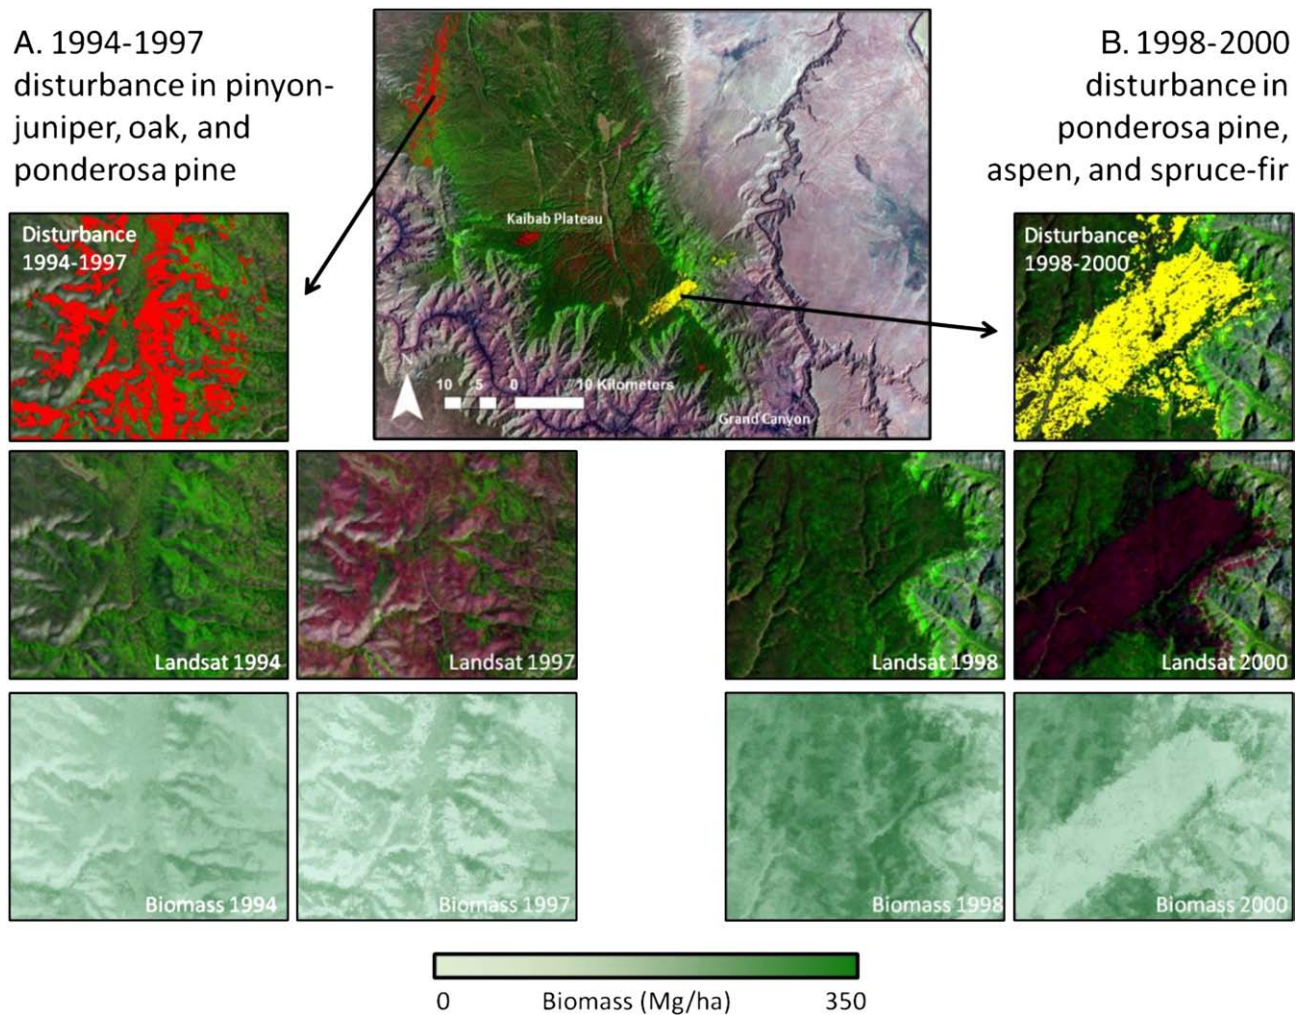 A. 1994-1997
disturbance in pinyon-
juniper, oak, and
ponderosa pine
B. 1998-2000
disturbance in
ponderosa pine,
aspen, and spruce-fir
Kaibab Plateau
N
10 5 0 10 Kilometers
Grand Canyon
Disturbance
1994-1997
Disturbance
1998-2000
Landsat 1994
Landsat 1997
Landsat 1998
Landsat 2000
Biomass 1994
Biomass 1997
Biomass 1998
Biomass 2000
0 Biomass (Mg/ha) 350